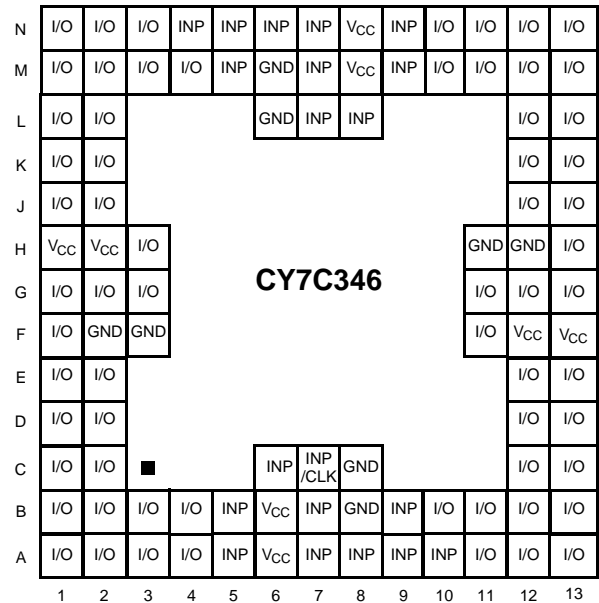 N I/O I/O I/O INP INP INP INP VCC INP I/O I/O I/O I/O
M I/O I/O I/O I/O INP GND INP VCC INP I/O I/O I/O I/O
L I/O I/O GND INP INP I/O I/O
K I/O I/O I/O I/O
J I/O I/O I/O I/O
H VCC VCC I/O GND GND I/O
CY7C346
G I/O I/O I/O I/O I/O I/O
F I/O GND GND I/O VCC VCC
E I/O I/O I/O I/O
D I/O I/O I/O I/O
C I/O I/O INP INP /CLK GND I/O I/O
B I/O I/O I/O I/O INP VCC INP GND INP I/O I/O I/O I/O
A I/O I/O I/O I/O INP VCC INP INP INP INP I/O I/O I/O
1 2 3 4 5 6 7 8 9 10 11 12 13